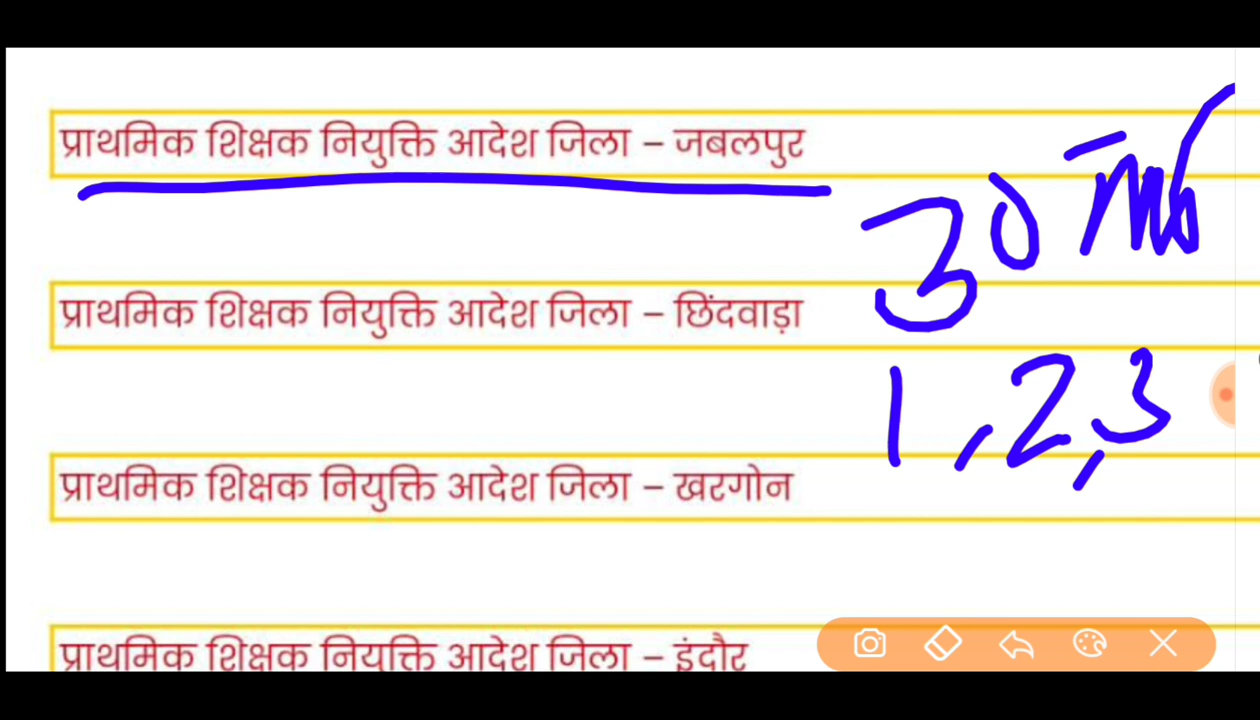 प्राथमिक शिक्षक नियुक्ति आदेश जिला – जबलपुर
30
प्राथमिक शिक्षक नियुक्ति आदेश जिला – छिंदवाड़ा
1, 2, 3
प्राथमिक शिक्षक नियुक्ति आदेश जिला – खरगोन
प्राथमिक शिक्षक नियुक्ति आदेश जिला – इंदौर